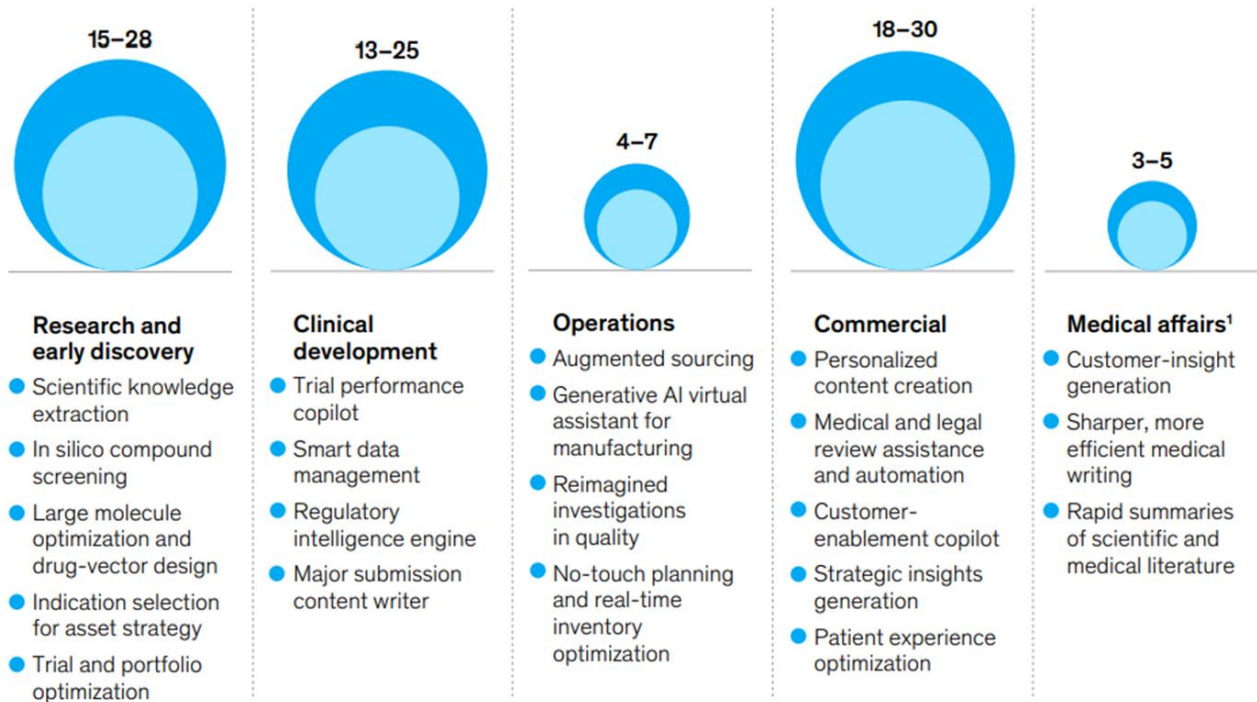 15–28
Research and
early discovery
Scientific knowledge
extraction
In silico compound
screening
Large molecule
optimization and
drug-vector design
Indication selection
for asset strategy
Trial and portfolio
optimization
13–25
Clinical
development
Trial performance
copilot
Smart data
management
Regulatory
intelligence engine
Major submission
content writer
4–7
Operations
Augmented sourcing
Generative AI virtual
assistant for
manufacturing
Reimagined
investigations
in quality
No-touch planning
and real-time
inventory
optimization
18–30
Commercial
Personalized
content creation
Medical and legal
review assistance
and automation
Customer-
enablement copilot
Strategic insights
generation
Patient experience
optimization
3–5
Medical affairs¹
Customer-insight
generation
Sharper, more
efficient medical
writing
Rapid summaries
of scientific and
medical literature